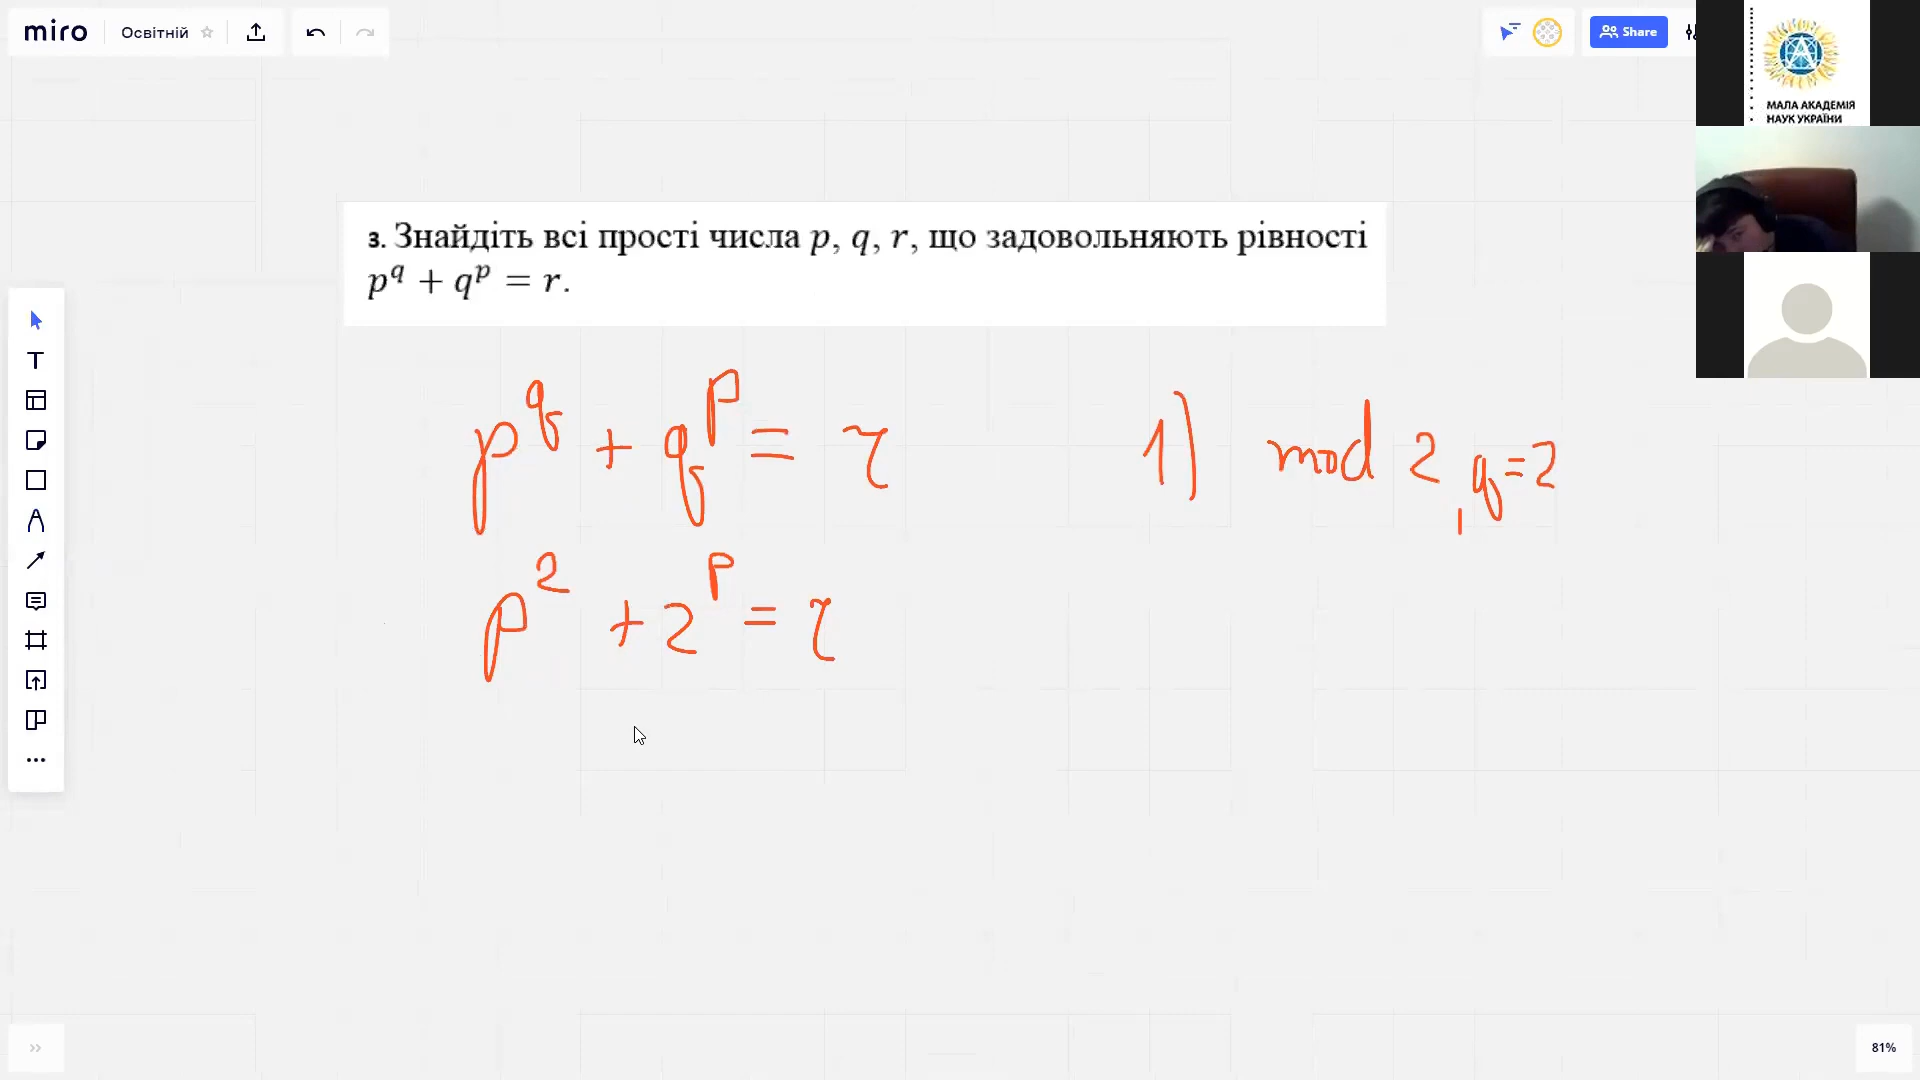 miro
Освітній
Share
МАЛА АКАДЕМІЯ
НАУК УКРАЇНИ
3. Знайдіть всі прості числа p, q, r, що задовольняють рівності
p^q + q^p = r.
p^q + q^p = r
1) mod 2, q=2
p^2 + 2^p = r
81%